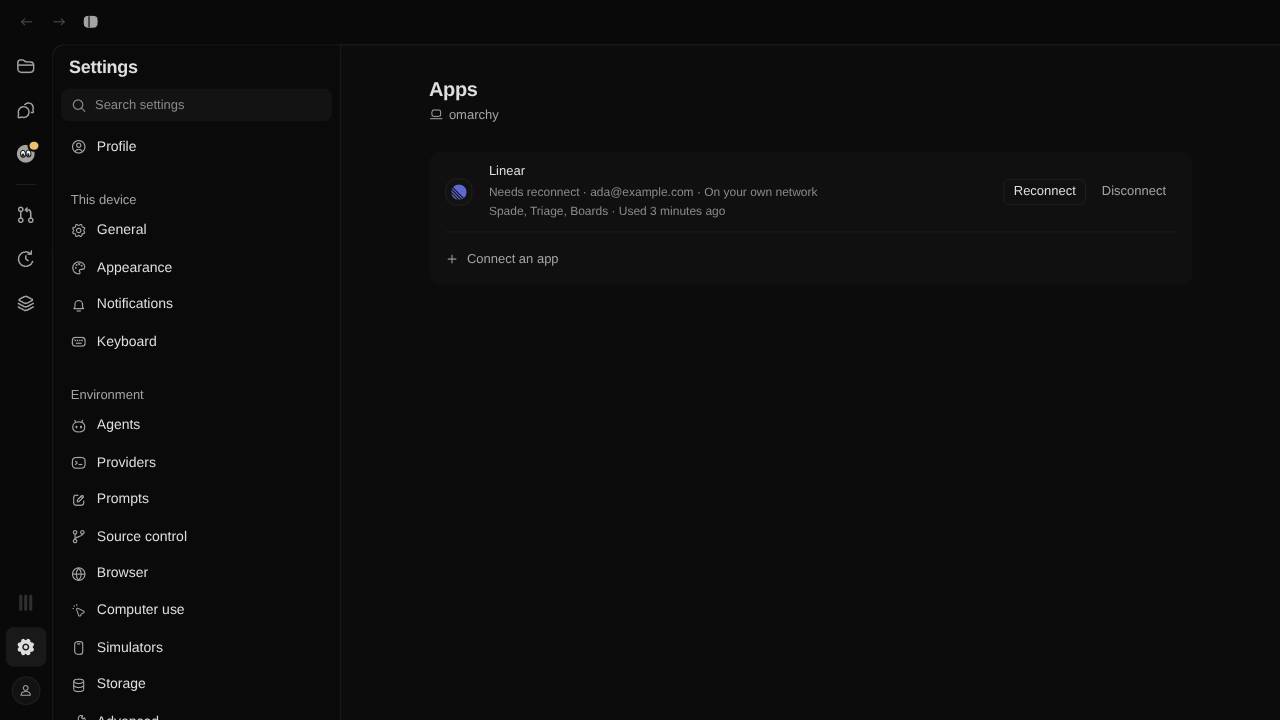 Settings
Search settings
Profile
This device
General
Appearance
Notifications
Keyboard
Environment
Agents
Providers
Prompts
Source control
Browser
Computer use
Simulators
Storage
Advanced
Apps
omarchy
Linear
Needs reconnect · ada@example.com · On your own network
Spade, Triage, Boards · Used 3 minutes ago
Reconnect
Disconnect
Connect an app